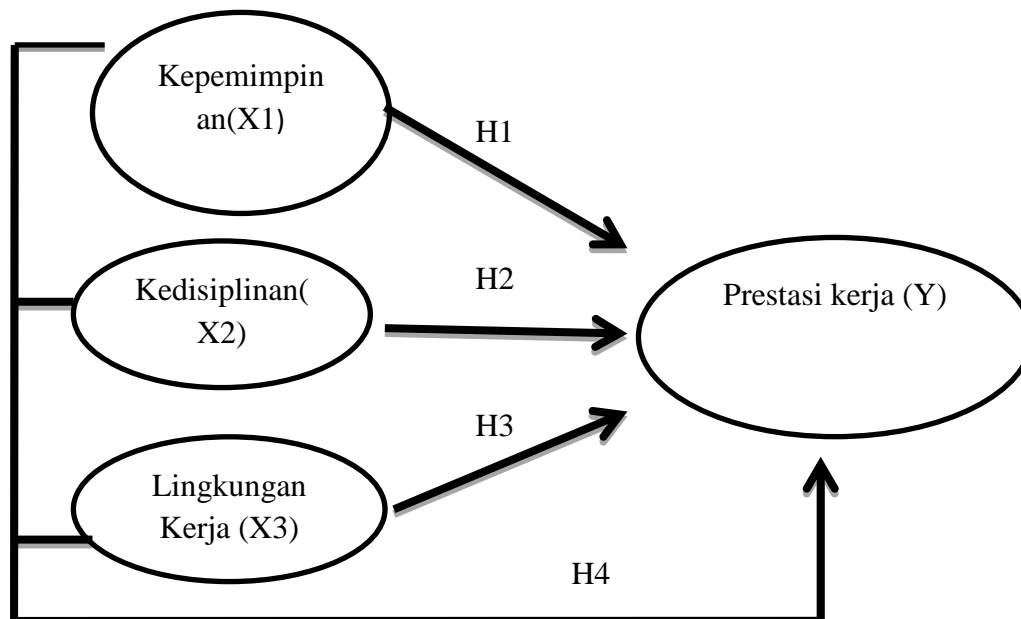 Kepemimpin
an(X1)
H1
Kedisiplinan(
X2)
H2
Prestasi kerja (Y)
H3
Lingkungan
Kerja (X3)
H4